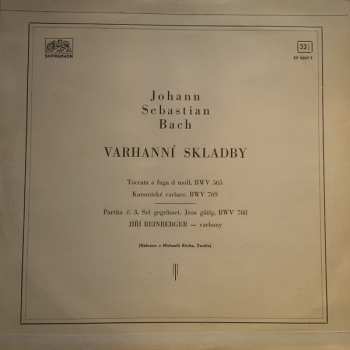 SUPRAPHON
33
Johann
Sebastian
Bach
VARHANNÍ SKLADBY
Toccata a fuga d moll, BWV 565
Kanonické variace, BWV 769
Partita č. 3, Sei gegrüsset, Jesu gütig, BWV 768
JIŘÍ REINBERGER — varhany